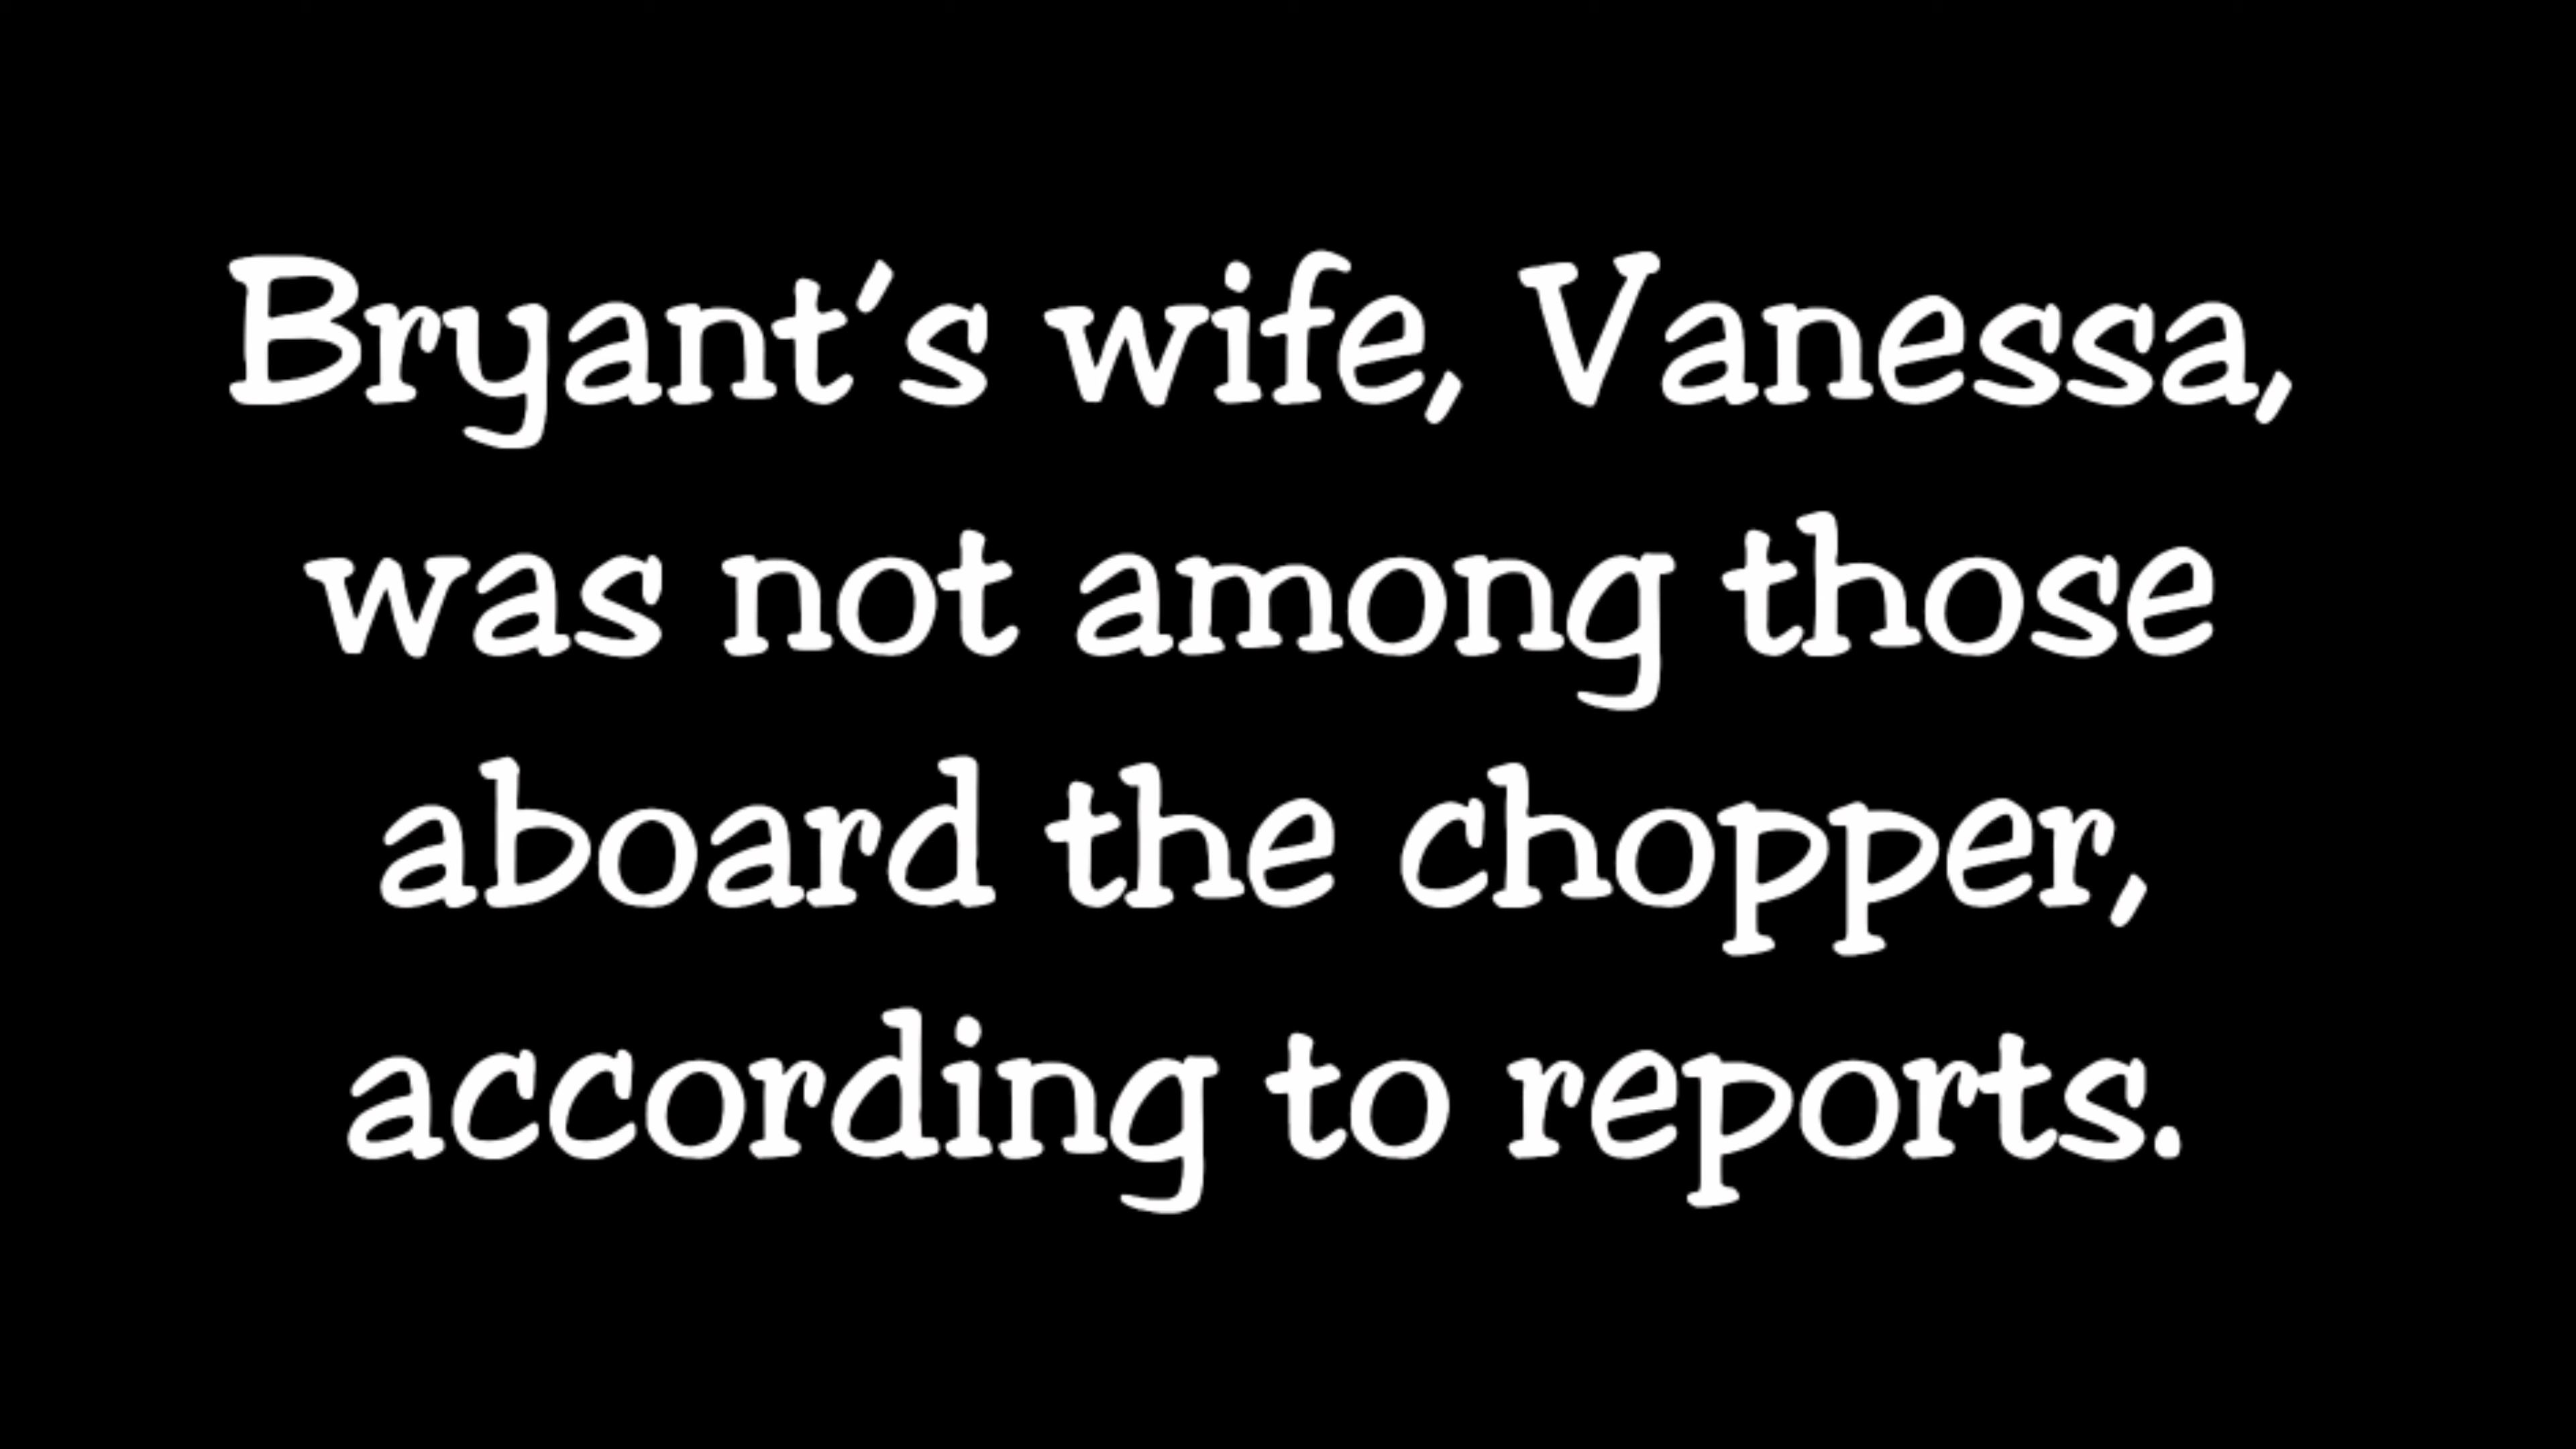 Bryant's wife, Vanessa,
was not among those
aboard the chopper,
according to reports.